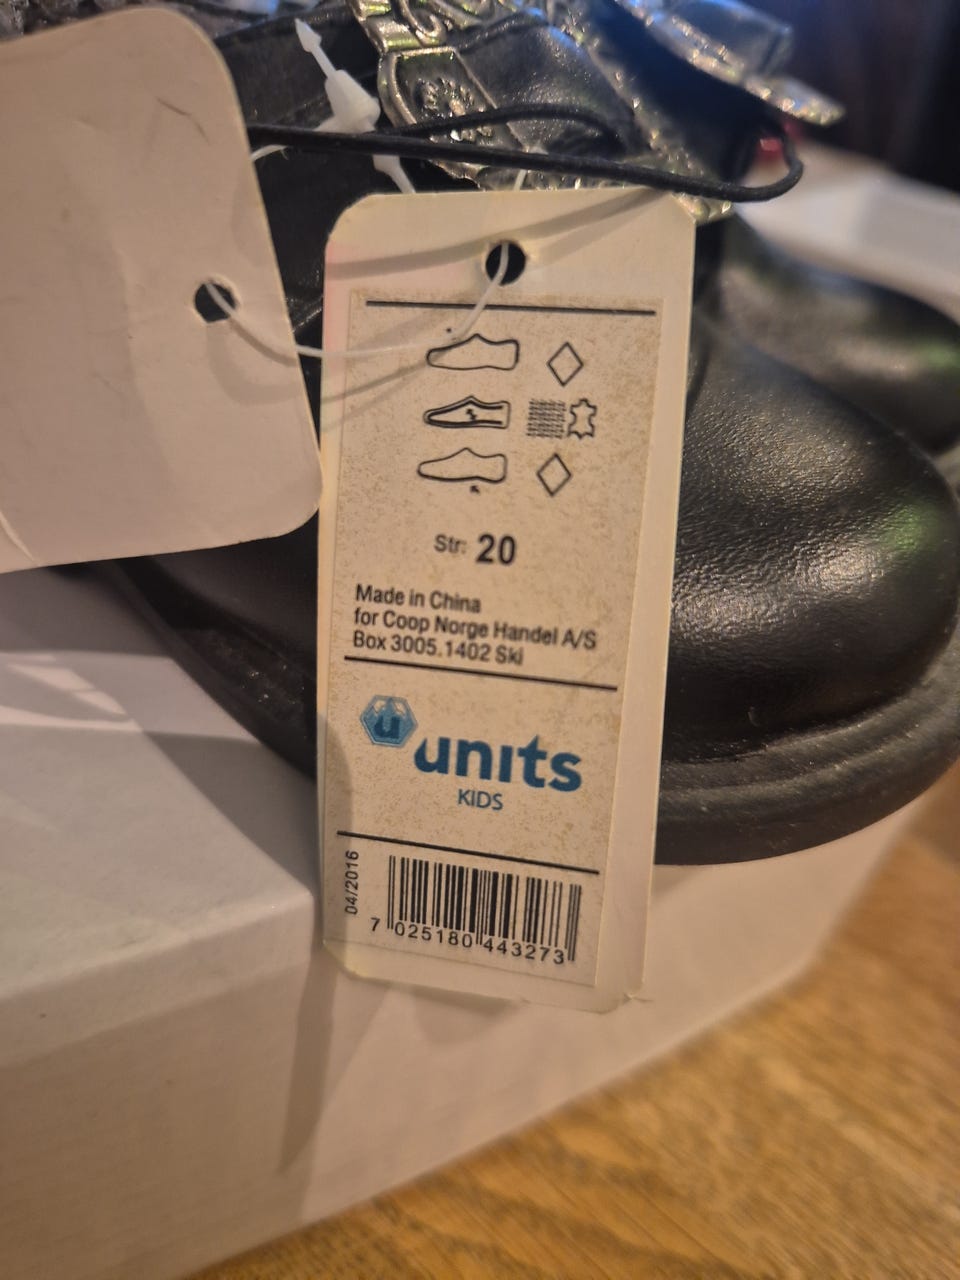 Str: 20
Made in China
for Coop Norge Handel A/S
Box 3005.1402 Ski
u units
KIDS
04/2016
7 025180 443273